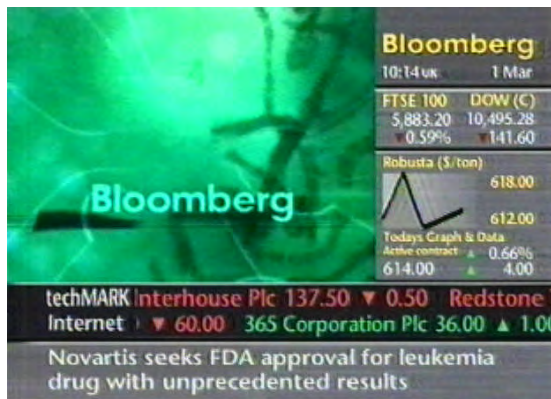 Bloomberg
10:14 UK 1 Mar
FTSE 100 DOW (C)
5,883.20 10,495.28
▼0.59% ▼141.60
Robusta ($/ton)
618.00
612.00
Todays Graph & Data
Active contract ▲ 0.66%
614.00 ▲ 4.00
Bloomberg
techMARK Interhouse Plc 137.50 ▼ 0.50 Redstone
Internet ▼ 60.00 365 Corporation Plc 36.00 ▲ 1.00
Novartis seeks FDA approval for leukemia
drug with unprecedented results